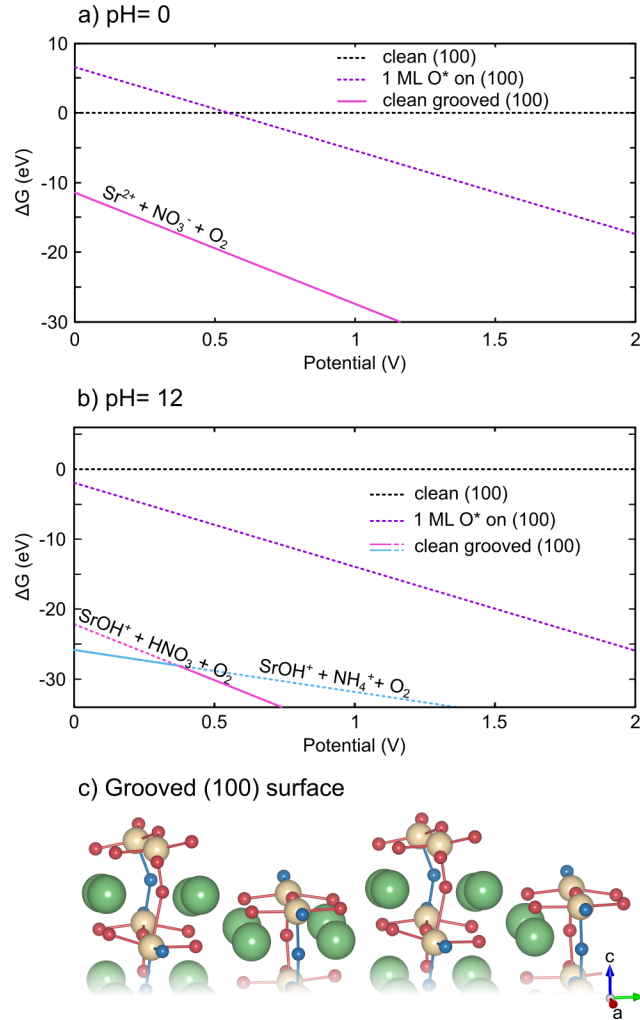 a) pH= 0
10
0
-10
-20
-30
ΔG (eV)
clean (100)
1 ML O* on (100)
clean grooved (100)
Sr²⁺ + NO₃⁻ + O₂
0
0.5
1
1.5
2
Potential (V)
b) pH= 12
0
-10
-20
-30
ΔG (eV)
clean (100)
1 ML O* on (100)
clean grooved (100)
SrOH⁺ + HNO₃ + O₂
SrOH⁺ + NH₄⁺ + O₂
0
0.5
1
1.5
2
Potential (V)
c) Grooved (100) surface
c
a